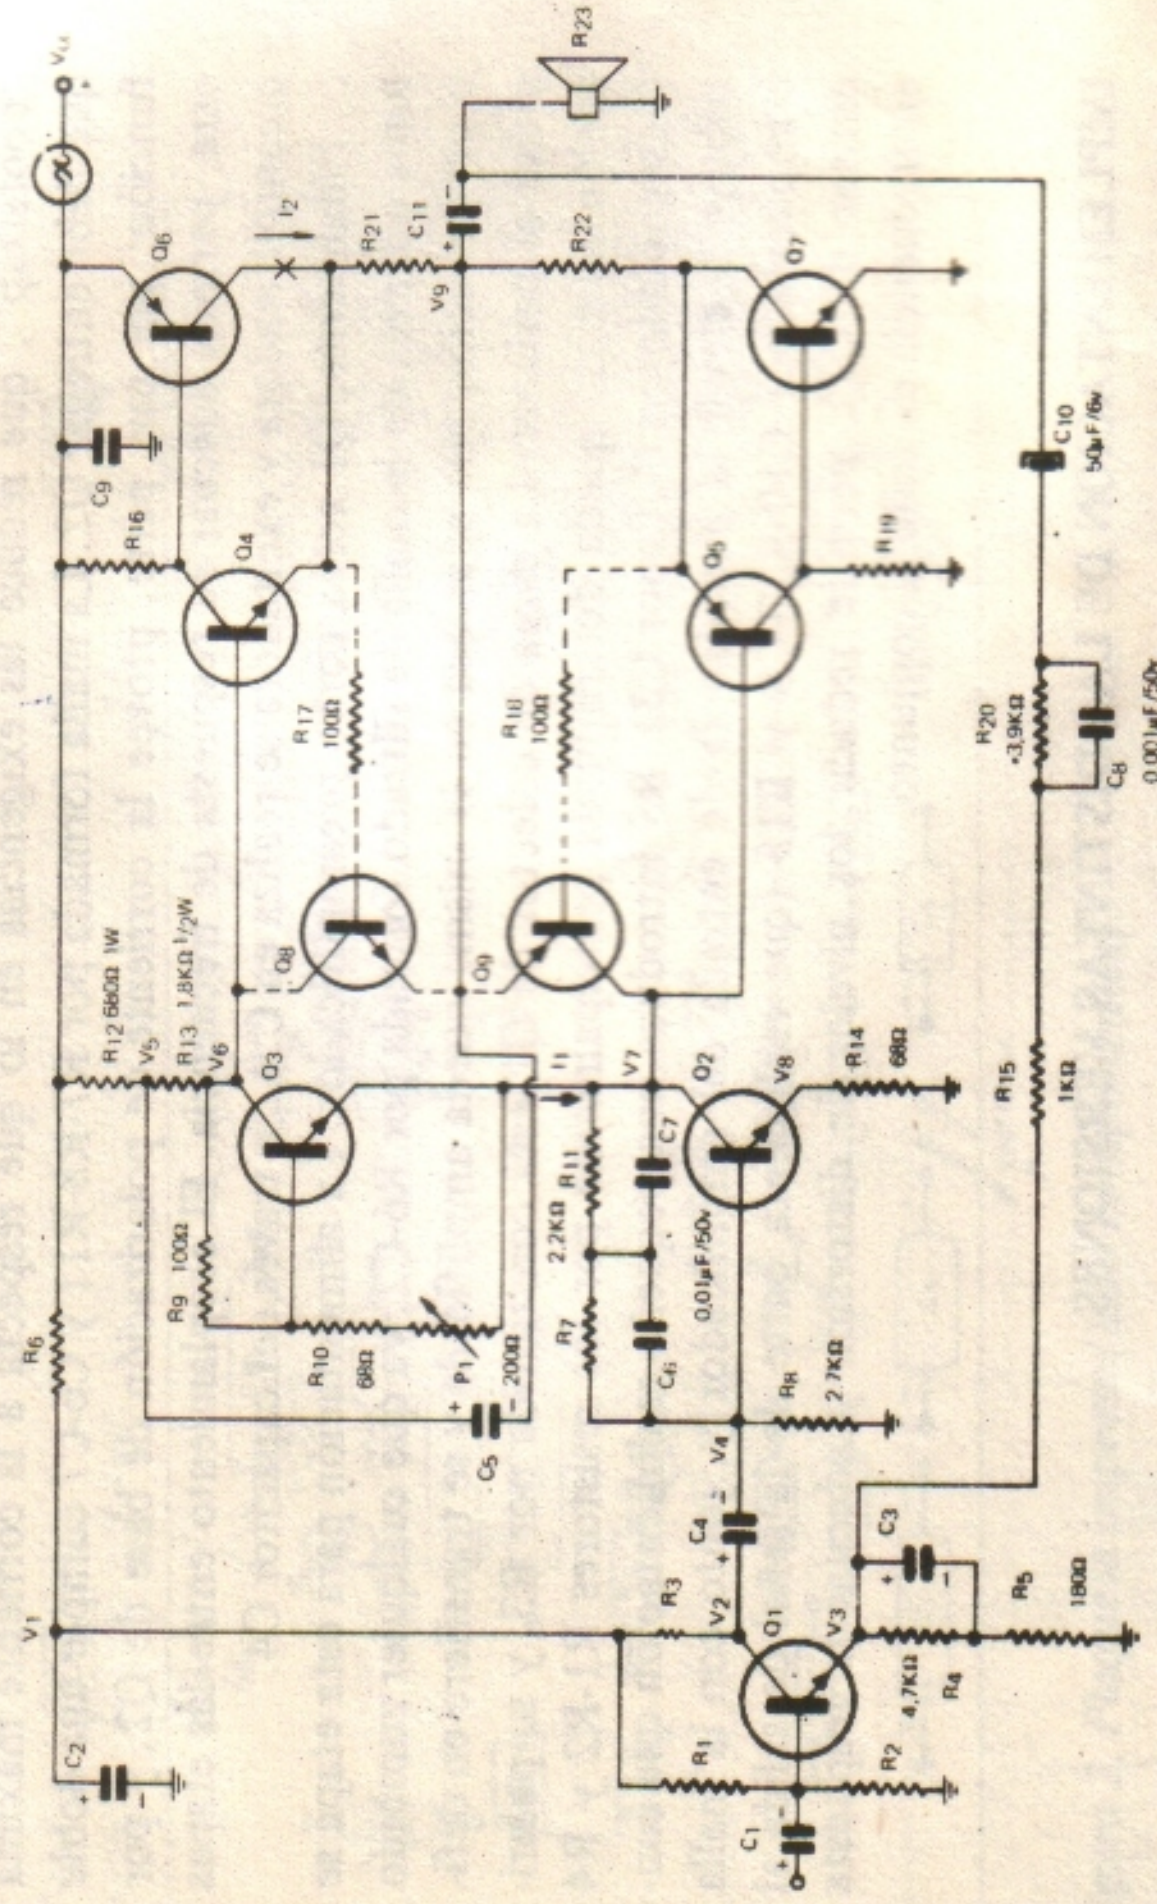 Vcc
+
R6
V1
C2
+
−
R12 680Ω 1W
V5
R13 1,8KΩ 1/2W
V6
R16
C9
Q6
I2
R21
V9
C11
+
−
R23
Q4
Q3
R9 100Ω
R10
68Ω
P1
200Ω
+
−
C5
Q8
R17
100Ω
R18
100Ω
Q9
I1
V7
R22
Q7
Q5
R19
2.2KΩ
R11
R7
C7
C6
0,01μF/50v
Q2
V8
R14
68Ω
R8
2.7KΩ
V4
C4
+
−
R3
V2
Q1
V3
R1
R2
C1
+
−
4,7KΩ
R4
C3
+
−
R5
180Ω
R15
1KΩ
R20
*3,9KΩ
C8
0,001μF/50v
C10
50μF/6v